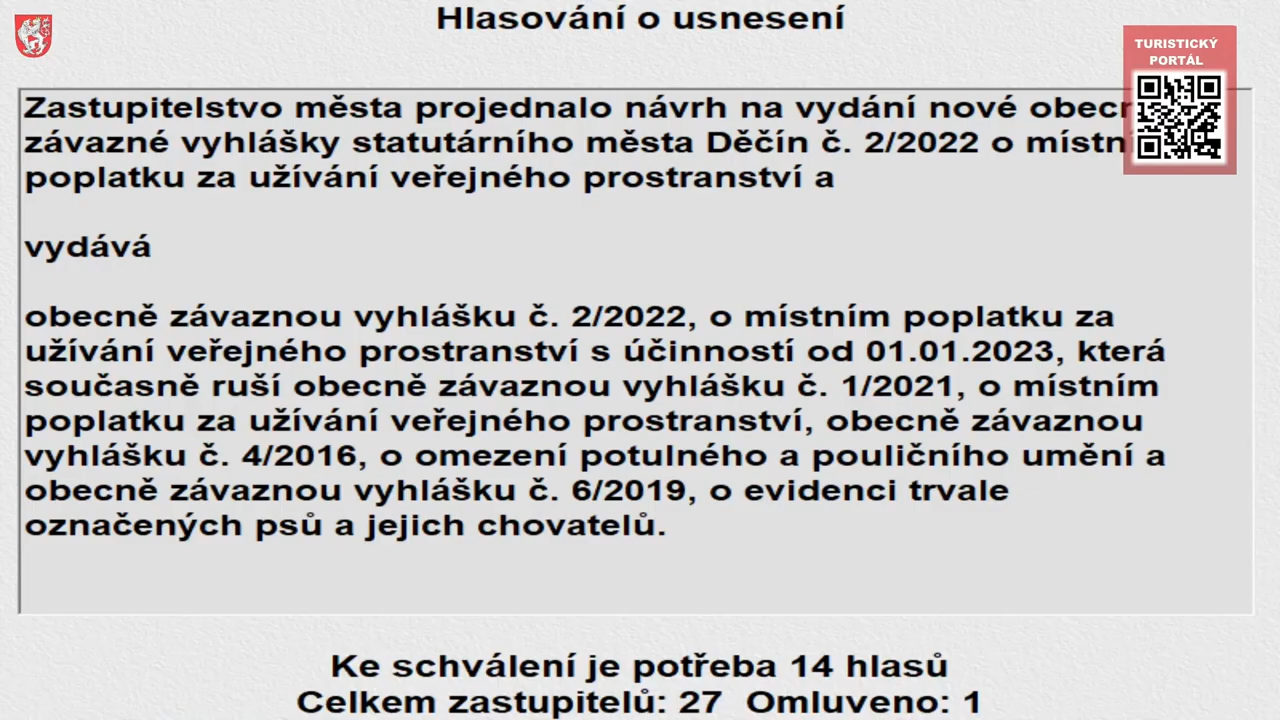 Hlasování o usnesení
TURISTICKÝ
PORTÁL
Zastupitelstvo města projednalo návrh na vydání nové
závazné vyhlášky statutárního města Děčín č. 2/2022 o
poplatku za užívání veřejného prostranství a
vydává
obecně závaznou vyhlášku č. 2/2022, o místním poplatku za
užívání veřejného prostranství s účinností od 01.01.2023, která
současně ruší obecně závaznou vyhlášku č. 1/2021, o místním
poplatku za užívání veřejného prostranství, obecně závaznou
vyhlášku č. 4/2016, o omezení potulného a pouličního umění a
obecně závaznou vyhlášku č. 6/2019, o evidenci trvale
označených psů a jejich chovatelů.
Ke schválení je potřeba 14 hlasů
Celkem zastupitelů: 27 Omluveno: 1